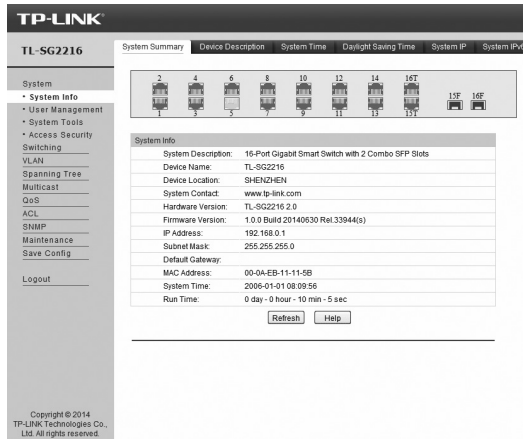 TP-LINK®
TL-SG2216
System Summary Device Description System Time Daylight Saving Time System IP System IPv6
System
• System Info
• User Management
• System Tools
• Access Security
Switching
VLAN
Spanning Tree
Multicast
QoS
ACL
SNMP
Maintenance
Save Config
Logout
2 4 6 8 10 12 14 16T
15F 16F
1 3 5 7 9 11 13 15T
System Info
System Description: 16-Port Gigabit Smart Switch with 2 Combo SFP Slots
Device Name: TL-SG2216
Device Location: SHENZHEN
System Contact: www.tp-link.com
Hardware Version: TL-SG2216 2.0
Firmware Version: 1.0.0 Build 20140630 Rel.33944(s)
IP Address: 192.168.0.1
Subnet Mask: 255.255.255.0
Default Gateway:
MAC Address: 00-0A-EB-11-11-5B
System Time: 2006-01-01 08:09:56
Run Time: 0 day - 0 hour - 10 min - 5 sec
Refresh Help
Copyright © 2014
TP-LINK Technologies Co.,
Ltd. All rights reserved.